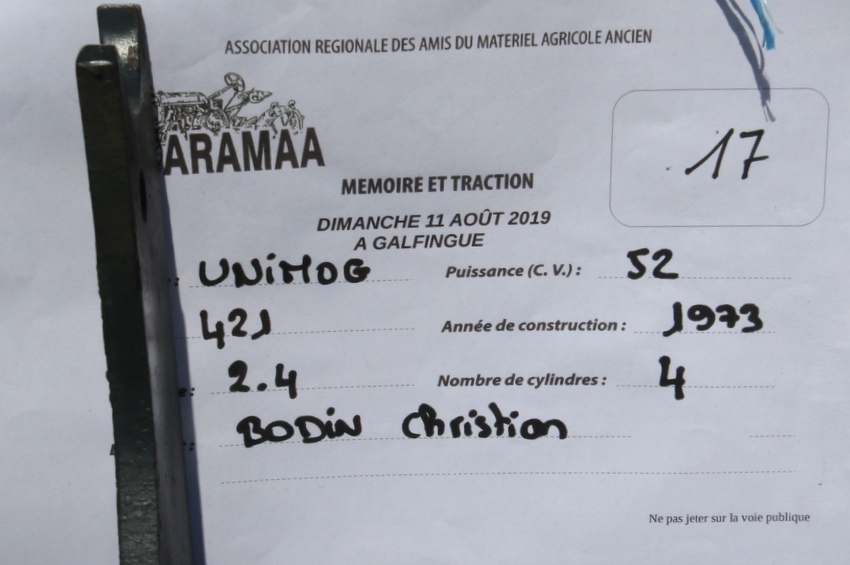 ASSOCIATION REGIONALE DES AMIS DU MATERIEL AGRICOLE ANCIEN
ARAMAA
17
MEMOIRE ET TRACTION
DIMANCHE 11 AOÛT 2019
A GALFINGUE
: UNiMOG Puissance (C. V.) : 52
421 Année de construction : 1973
e: 2.4 Nombre de cylindres : 4
: BODiN Christian
Ne pas jeter sur la voie publique